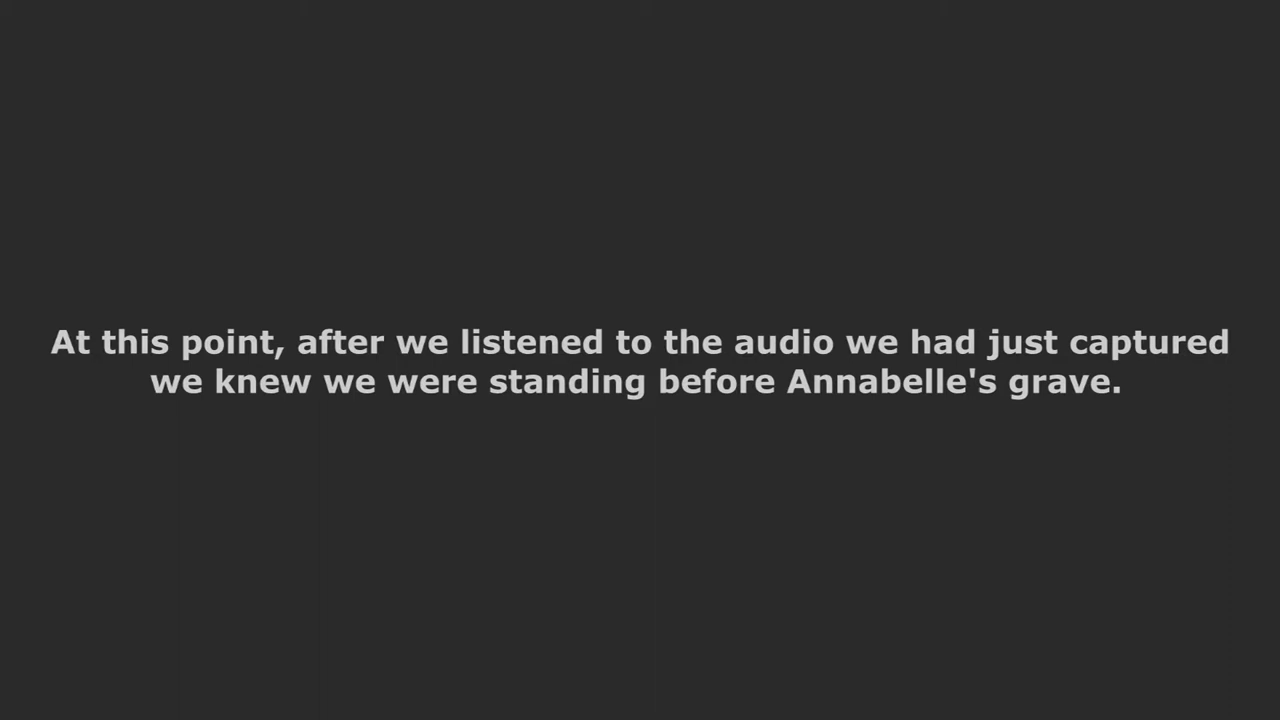 At this point, after we listened to the audio we had just captured
we knew we were standing before Annabelle's grave.